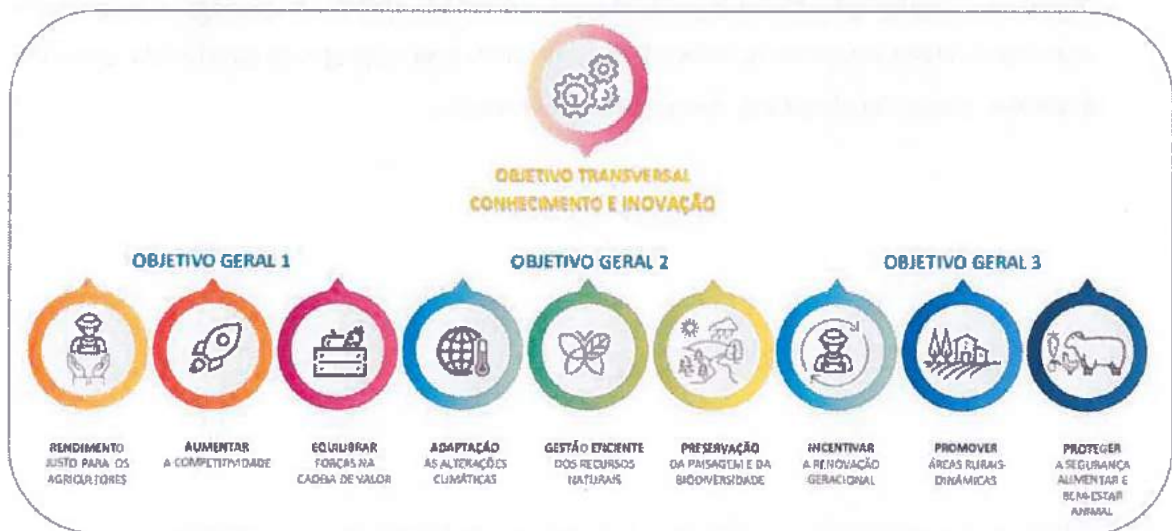 OBJETIVO TRANSVERSAL
CONHECIMENTO E INOVAÇÃO
OBJETIVO GERAL 1
OBJETIVO GERAL 2
OBJETIVO GERAL 3
RENDIMENTO
JUSTO PARA OS
AGRICULTORES
AUMENTAR
A COMPETITIVIDADE
EQUILIBRAR
FORÇAS NA
CADEIA DE VALOR
ADAPTAÇÃO
ÀS ALTERAÇÕES
CLIMÁTICAS
GESTÃO EFICIENTE
DOS RECURSOS
NATURAIS
PRESERVAÇÃO
DA PAISAGEM E DA
BIODIVERSIDADE
INCENTIVAR
A RENOVAÇÃO
GERACIONAL
PROMOVER
ÁREAS RURAIS
DINÂMICAS
PROTEGER
A SEGURANÇA
ALIMENTAR E
BEM-ESTAR
ANIMAL